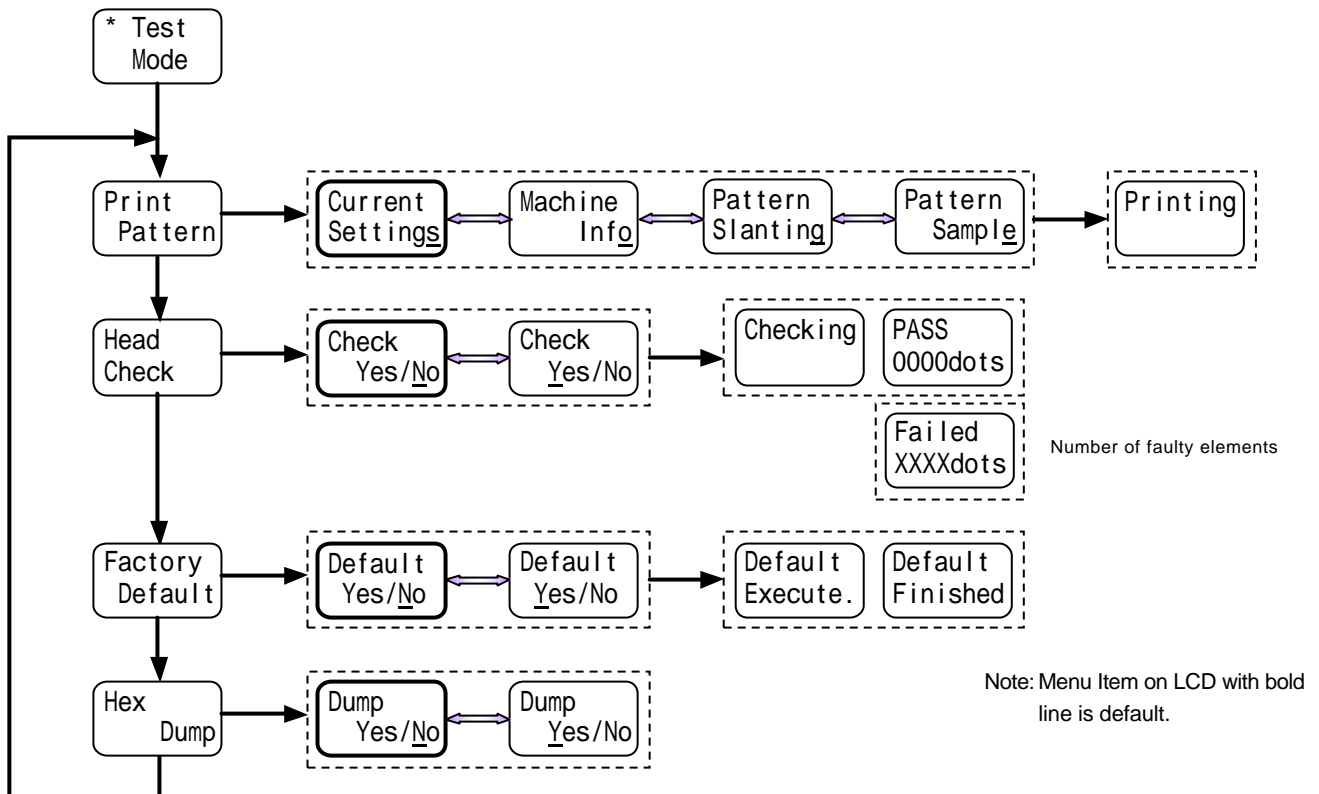 * Test
Mode
Print
Pattern
Current
Settings
Machine
Info
Pattern
Slanting
Pattern
Sample
Printing
Head
Check
Check
Yes/No
Check
Yes/No
Checking
PASS
0000dots
Failed
XXXXdots
Number of faulty elements
Factory
Default
Default
Yes/No
Default
Yes/No
Default
Execute.
Default
Finished
Hex
Dump
Dump
Yes/No
Dump
Yes/No
Note: Menu Item on LCD with bold
line is default.